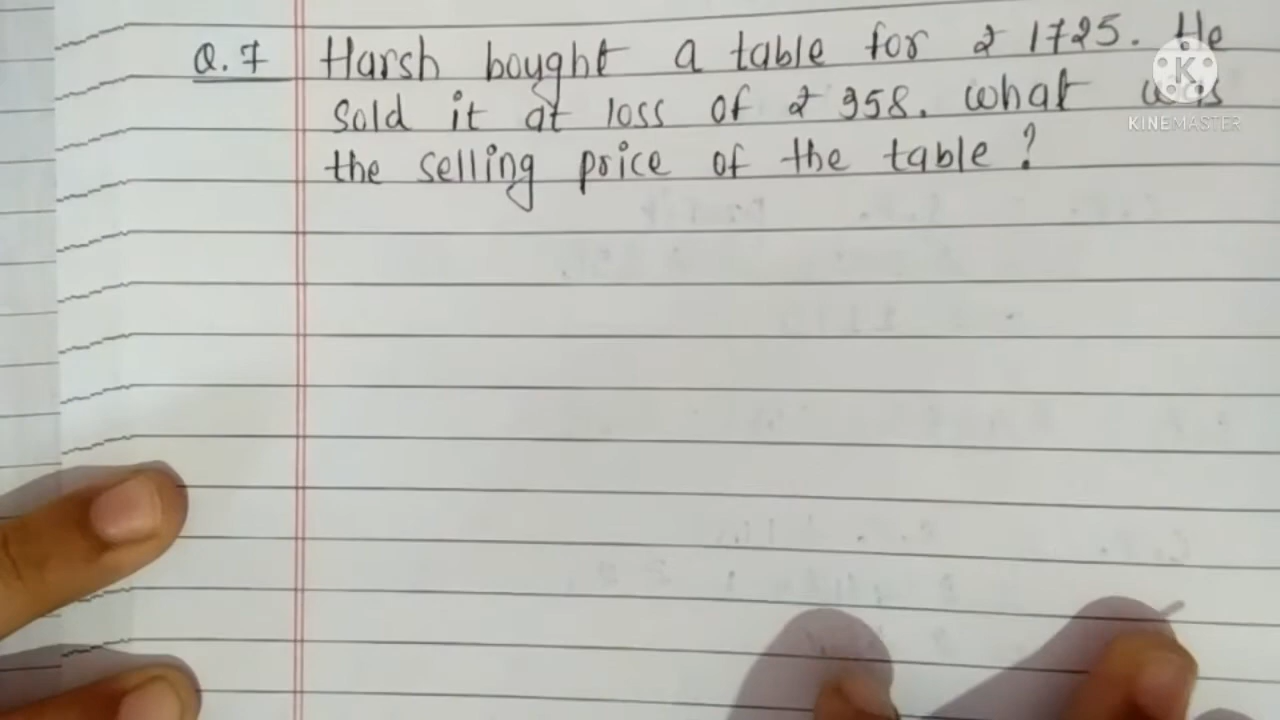 Q.7 Harsh bought a table for ₹ 1725. He
sold it at loss of ₹ 358. What was
the selling price of the table ?
K
KINEMASTER